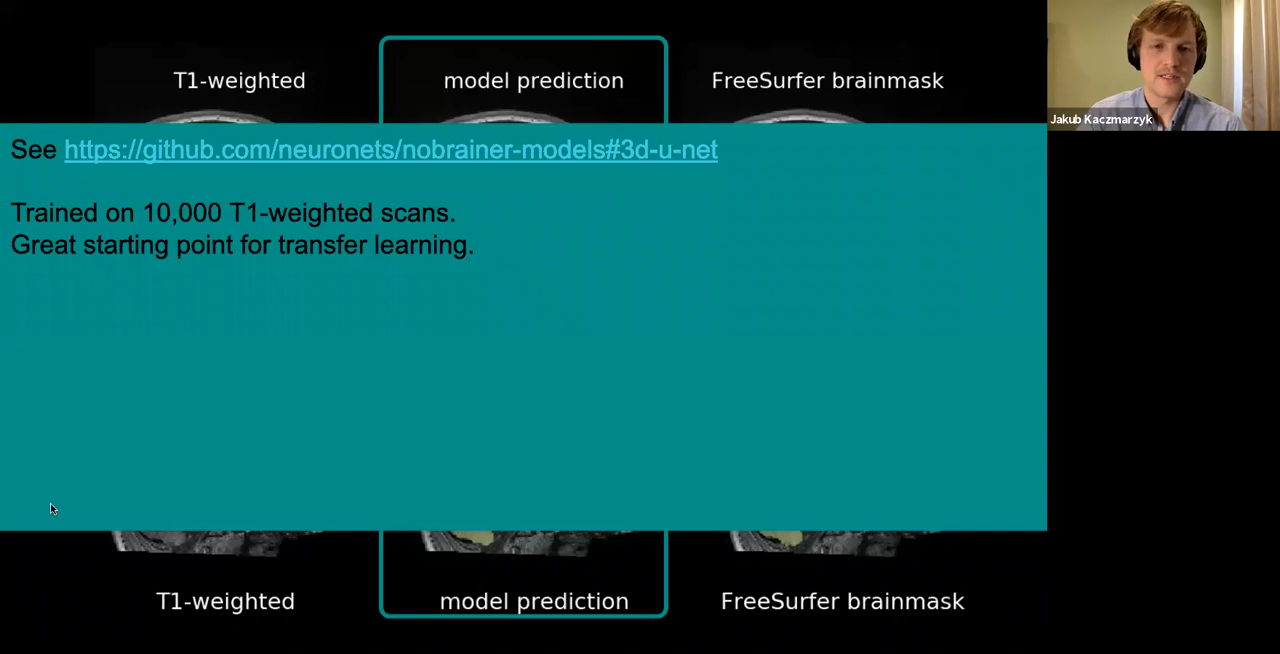 T1-weighted
model prediction
FreeSurfer brainmask
Jakub Kaczmarzyk
See https://github.com/neuronets/nobrainer-models#3d-u-net
Trained on 10,000 T1-weighted scans.
Great starting point for transfer learning.
T1-weighted
model prediction
FreeSurfer brainmask